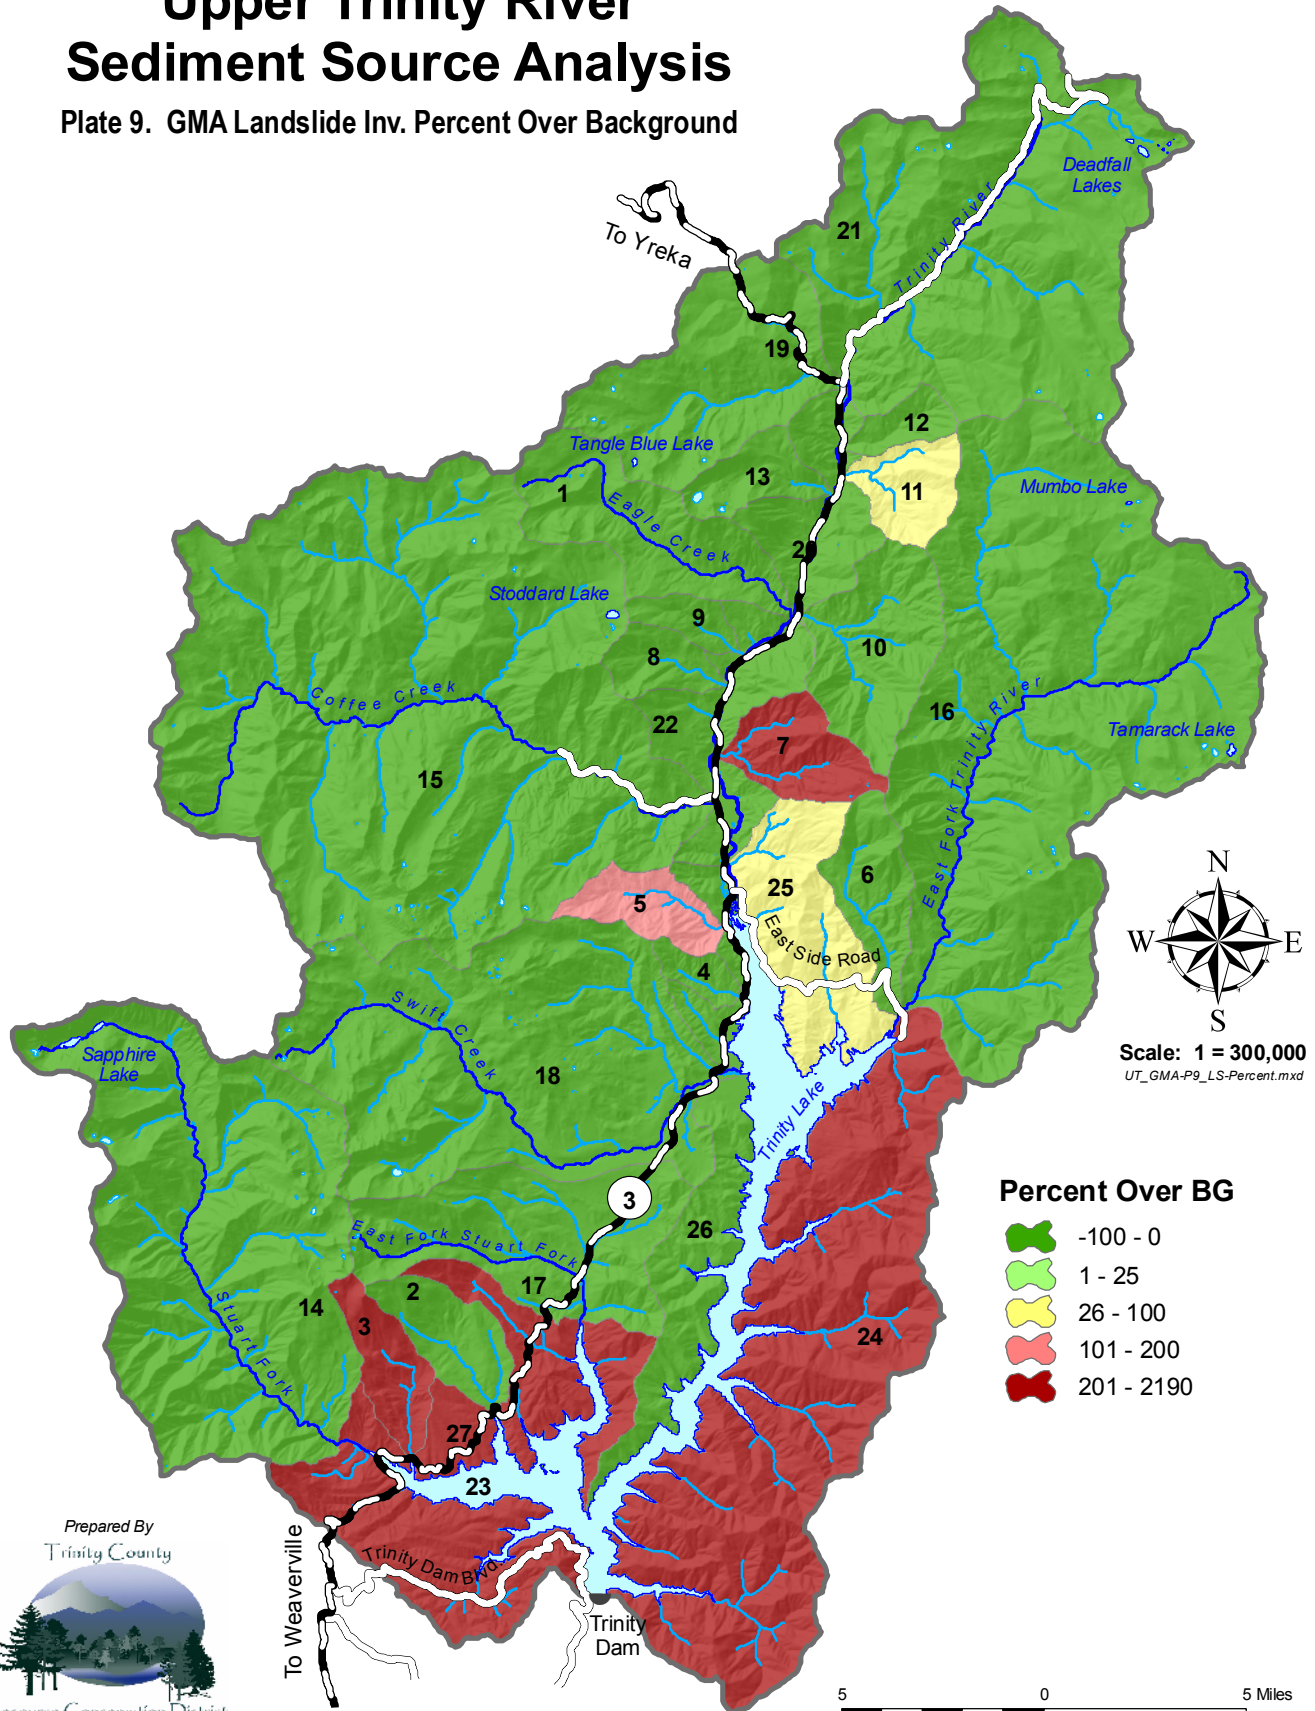 Upper Trinity River
Sediment Source Analysis
Plate 9. GMA Landslide Inv. Percent Over Background
Deadfall
Lakes
21
Trinity River
To Yreka
19
12
Tangle Blue Lake
13
1
11
Mumbo Lake
Eagle Creek
20
Stoddard Lake
9
10
8
Coffee Creek
16
East Fork Trinity River
22
7
Tamarack Lake
15
6
25
5
East Side Road
4
N
W
E
S
Scale: 1 = 300,000
UT_GMA-P9_LS-Percent.mxd
Swift Creek
Sapphire
Lake
18
Trinity Lake
3
26
East Fork Stuart Fork
17
2
14
3
Stuart Fork
24
27
23
Percent Over BG
-100 - 0
1 - 25
26 - 100
101 - 200
201 - 2190
Prepared By
Trinity County
Resource Conservation District
To Weaverville
Trinity Dam Blvd.
Trinity
Dam
5
0
5 Miles